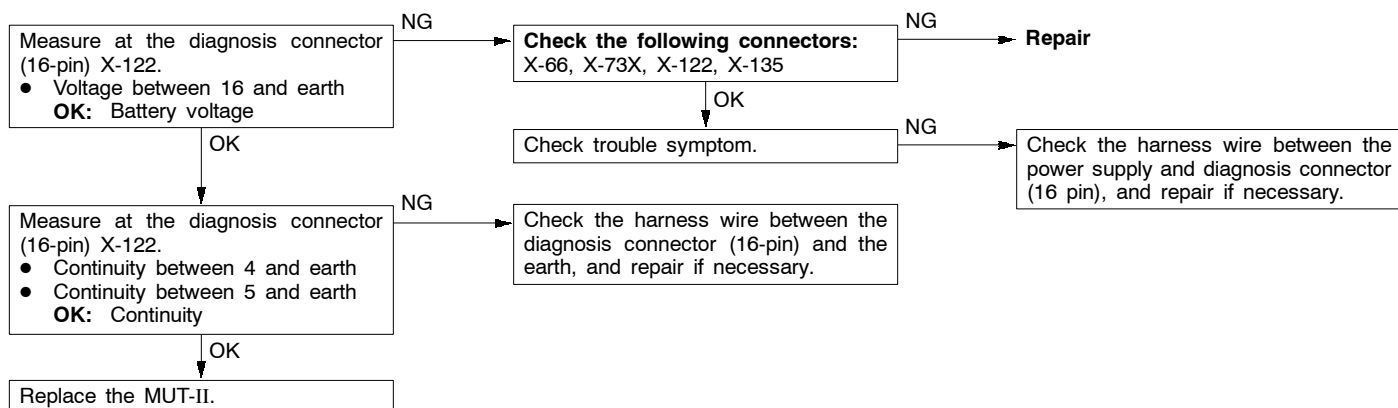 Measure at the diagnosis connector
(16-pin) X-122.
● Voltage between 16 and earth
OK: Battery voltage
NG
Check the following connectors:
X-66, X-73X, X-122, X-135
NG
Repair
OK
Check trouble symptom.
NG
Check the harness wire between the
power supply and diagnosis connector
(16 pin), and repair if necessary.
OK
Measure at the diagnosis connector
(16-pin) X-122.
● Continuity between 4 and earth
● Continuity between 5 and earth
OK: Continuity
NG
Check the harness wire between the
diagnosis connector (16-pin) and the
earth, and repair if necessary.
OK
Replace the MUT-II.